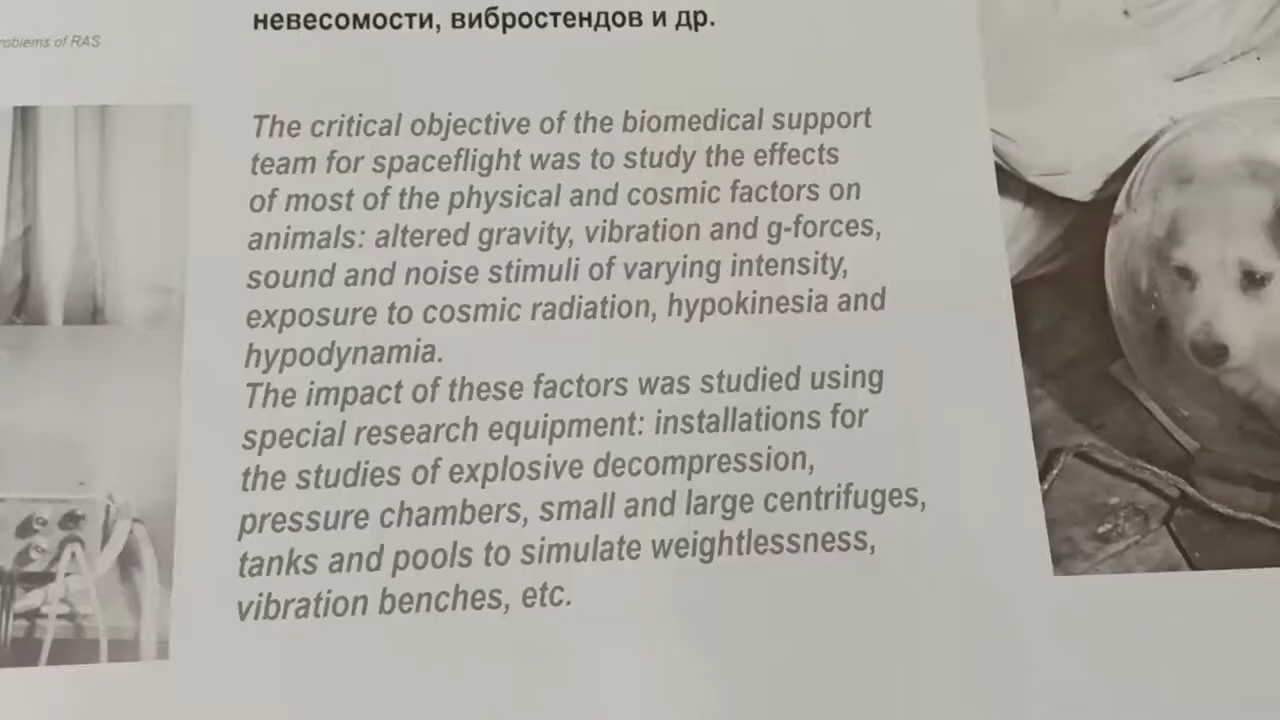 невесомости, вибростендов и др.
roblems of RAS
The critical objective of the biomedical support
team for spaceflight was to study the effects
of most of the physical and cosmic factors on
animals: altered gravity, vibration and g-forces,
sound and noise stimuli of varying intensity,
exposure to cosmic radiation, hypokinesia and
hypodynamia.
The impact of these factors was studied using
special research equipment: installations for
the studies of explosive decompression,
pressure chambers, small and large centrifuges,
tanks and pools to simulate weightlessness,
vibration benches, etc.